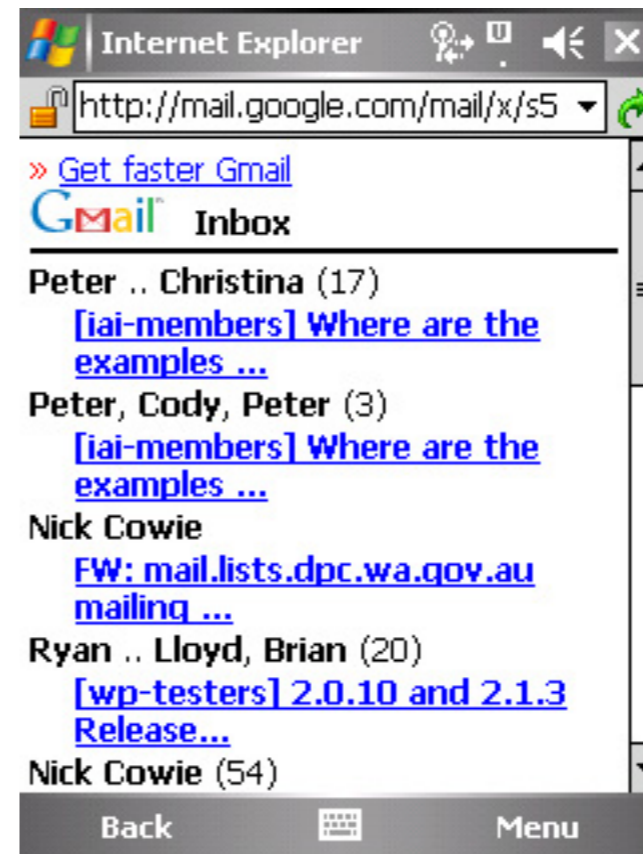 Internet Explorer
http://mail.google.com/mail/x/s5
» Get faster Gmail
Gmail™ Inbox
Peter .. Christina (17)
[iai-members] Where are the
examples ...
Peter, Cody, Peter (3)
[iai-members] Where are the
examples ...
Nick Cowie
FW: mail.lists.dpc.wa.gov.au
mailing ...
Ryan .. Lloyd, Brian (20)
[wp-testers] 2.0.10 and 2.1.3
Release...
Nick Cowie (54)
Back Menu